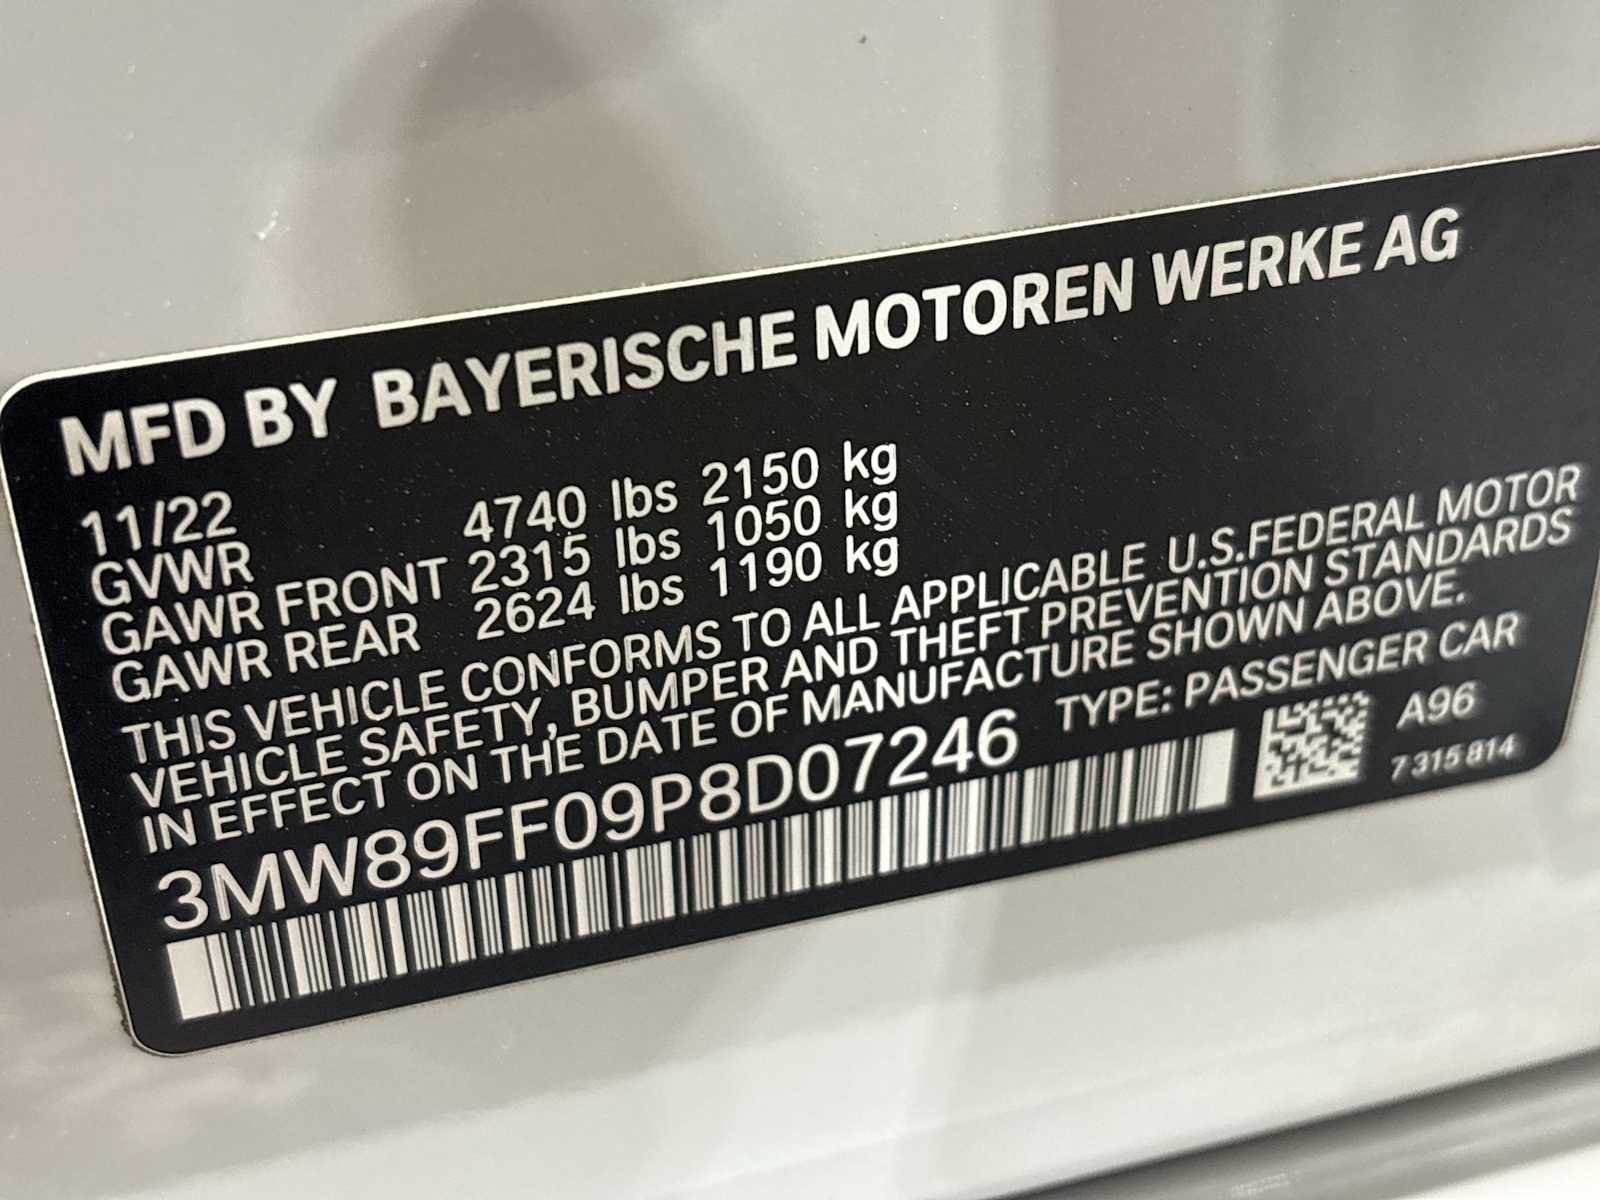 MFD BY BAYERISCHE MOTOREN WERKE AG
11/22
GVWR 4740 lbs 2150 kg
GAWR FRONT 2315 lbs 1050 kg
GAWR REAR 2624 lbs 1190 kg
THIS VEHICLE CONFORMS TO ALL APPLICABLE U.S.FEDERAL MOTOR
VEHICLE SAFETY, BUMPER AND THEFT PREVENTION STANDARDS
IN EFFECT ON THE DATE OF MANUFACTURE SHOWN ABOVE.
3MW89FF09P8D07246 TYPE: PASSENGER CAR
A96
7 315 814